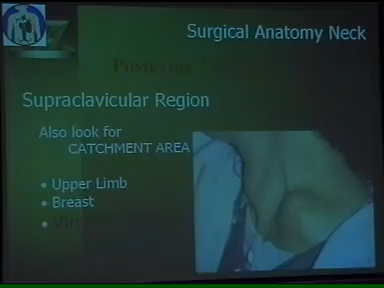 Surgical Anatomy Neck
Supraclavicular Region
Also look for
CATCHMENT AREA
• Upper Limb
• Breast
•